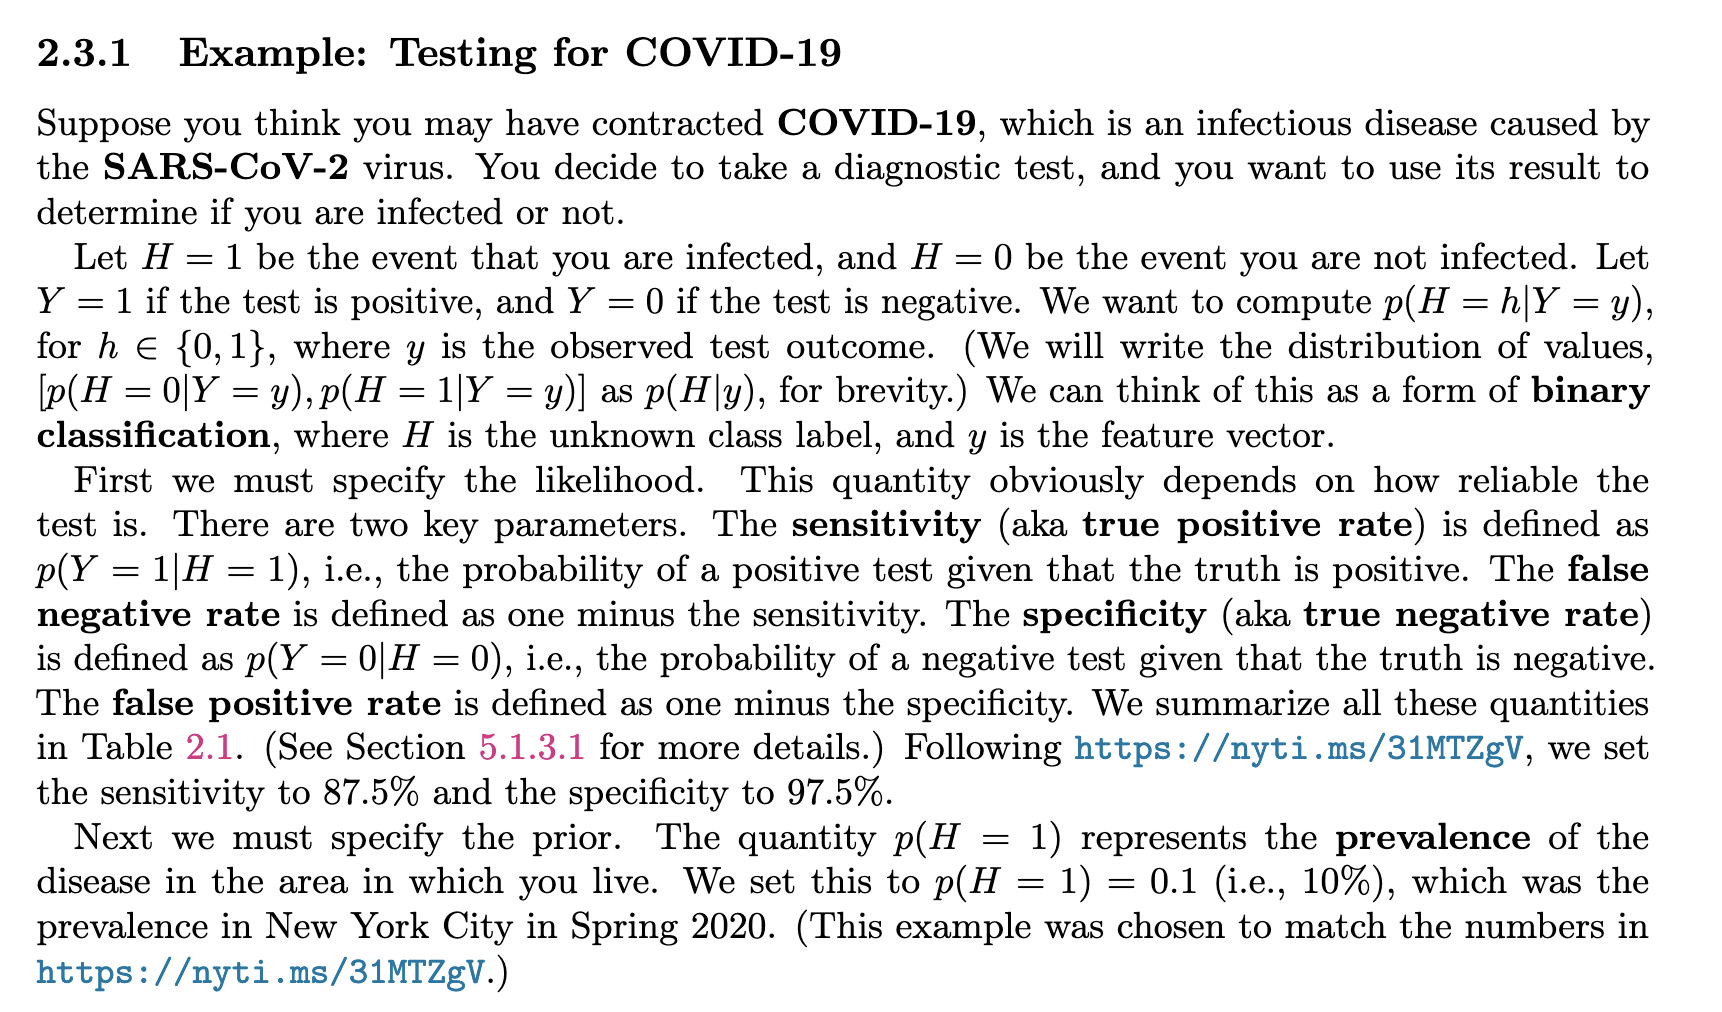 2.3.1 Example: Testing for COVID-19
Suppose you think you may have contracted COVID-19, which is an infectious disease caused by
the SARS-CoV-2 virus. You decide to take a diagnostic test, and you want to use its result to
determine if you are infected or not.
Let H = 1 be the event that you are infected, and H = 0 be the event you are not infected. Let
Y = 1 if the test is positive, and Y = 0 if the test is negative. We want to compute p(H = h|Y = y),
for h ∈ {0, 1}, where y is the observed test outcome. (We will write the distribution of values,
[p(H = 0|Y = y), p(H = 1|Y = y)] as p(H|y), for brevity.) We can think of this as a form of binary
classification, where H is the unknown class label, and y is the feature vector.
First we must specify the likelihood. This quantity obviously depends on how reliable the
test is. There are two key parameters. The sensitivity (aka true positive rate) is defined as
p(Y = 1|H = 1), i.e., the probability of a positive test given that the truth is positive. The false
negative rate is defined as one minus the sensitivity. The specificity (aka true negative rate)
is defined as p(Y = 0|H = 0), i.e., the probability of a negative test given that the truth is negative.
The false positive rate is defined as one minus the specificity. We summarize all these quantities
in Table 2.1. (See Section 5.1.3.1 for more details.) Following https://nyti.ms/31MTZgV, we set
the sensitivity to 87.5% and the specificity to 97.5%.
Next we must specify the prior. The quantity p(H = 1) represents the prevalence of the
disease in the area in which you live. We set this to p(H = 1) = 0.1 (i.e., 10%), which was the
prevalence in New York City in Spring 2020. (This example was chosen to match the numbers in
https://nyti.ms/31MTZgV.)